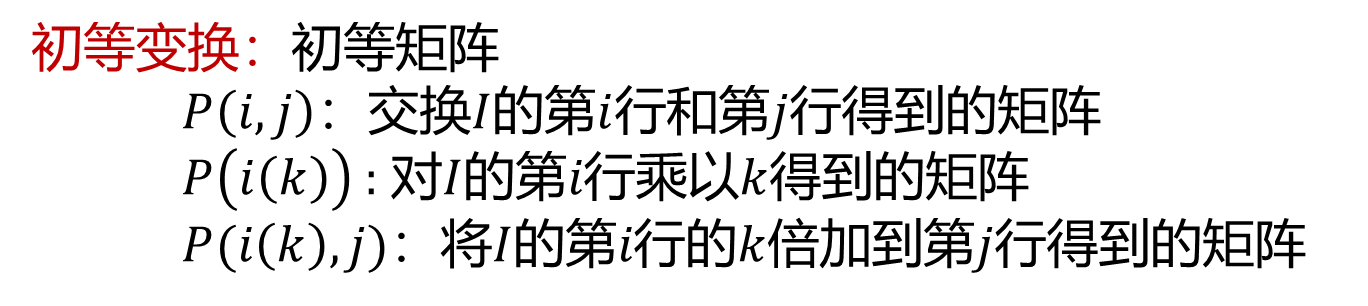 初等变换：初等矩阵
P(i,j)：交换I的第i行和第j行得到的矩阵
P(i(k)) : 对I的第i行乘以k得到的矩阵
P(i(k),j)：将I的第i行的k倍加到第j行得到的矩阵